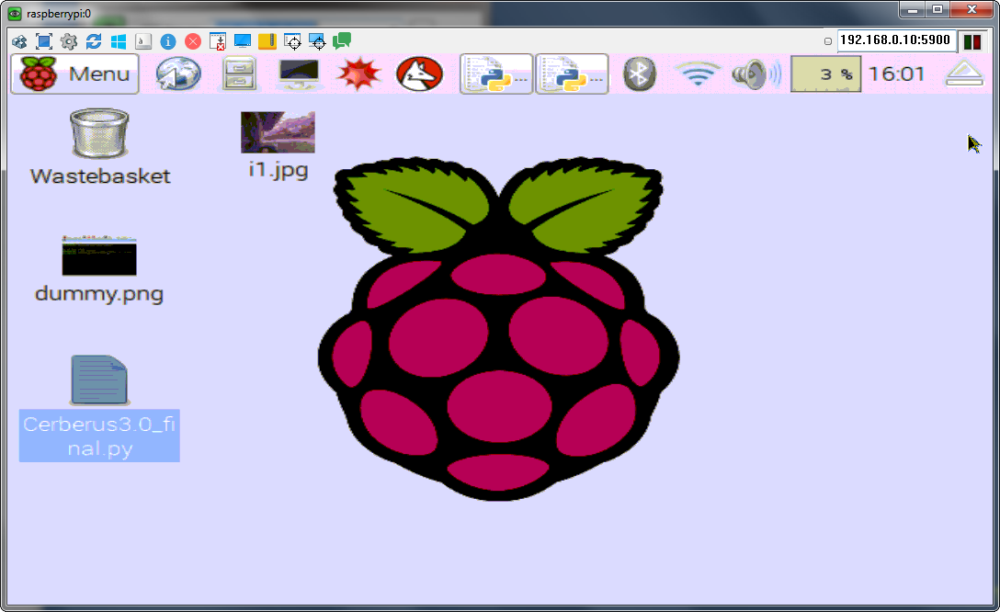 raspberrypi:0
192.168.0.10:5900
Menu
...
...
3 %
16:01
Wastebasket
i1.jpg
dummy.png
Cerberus3.0_fi
nal.py